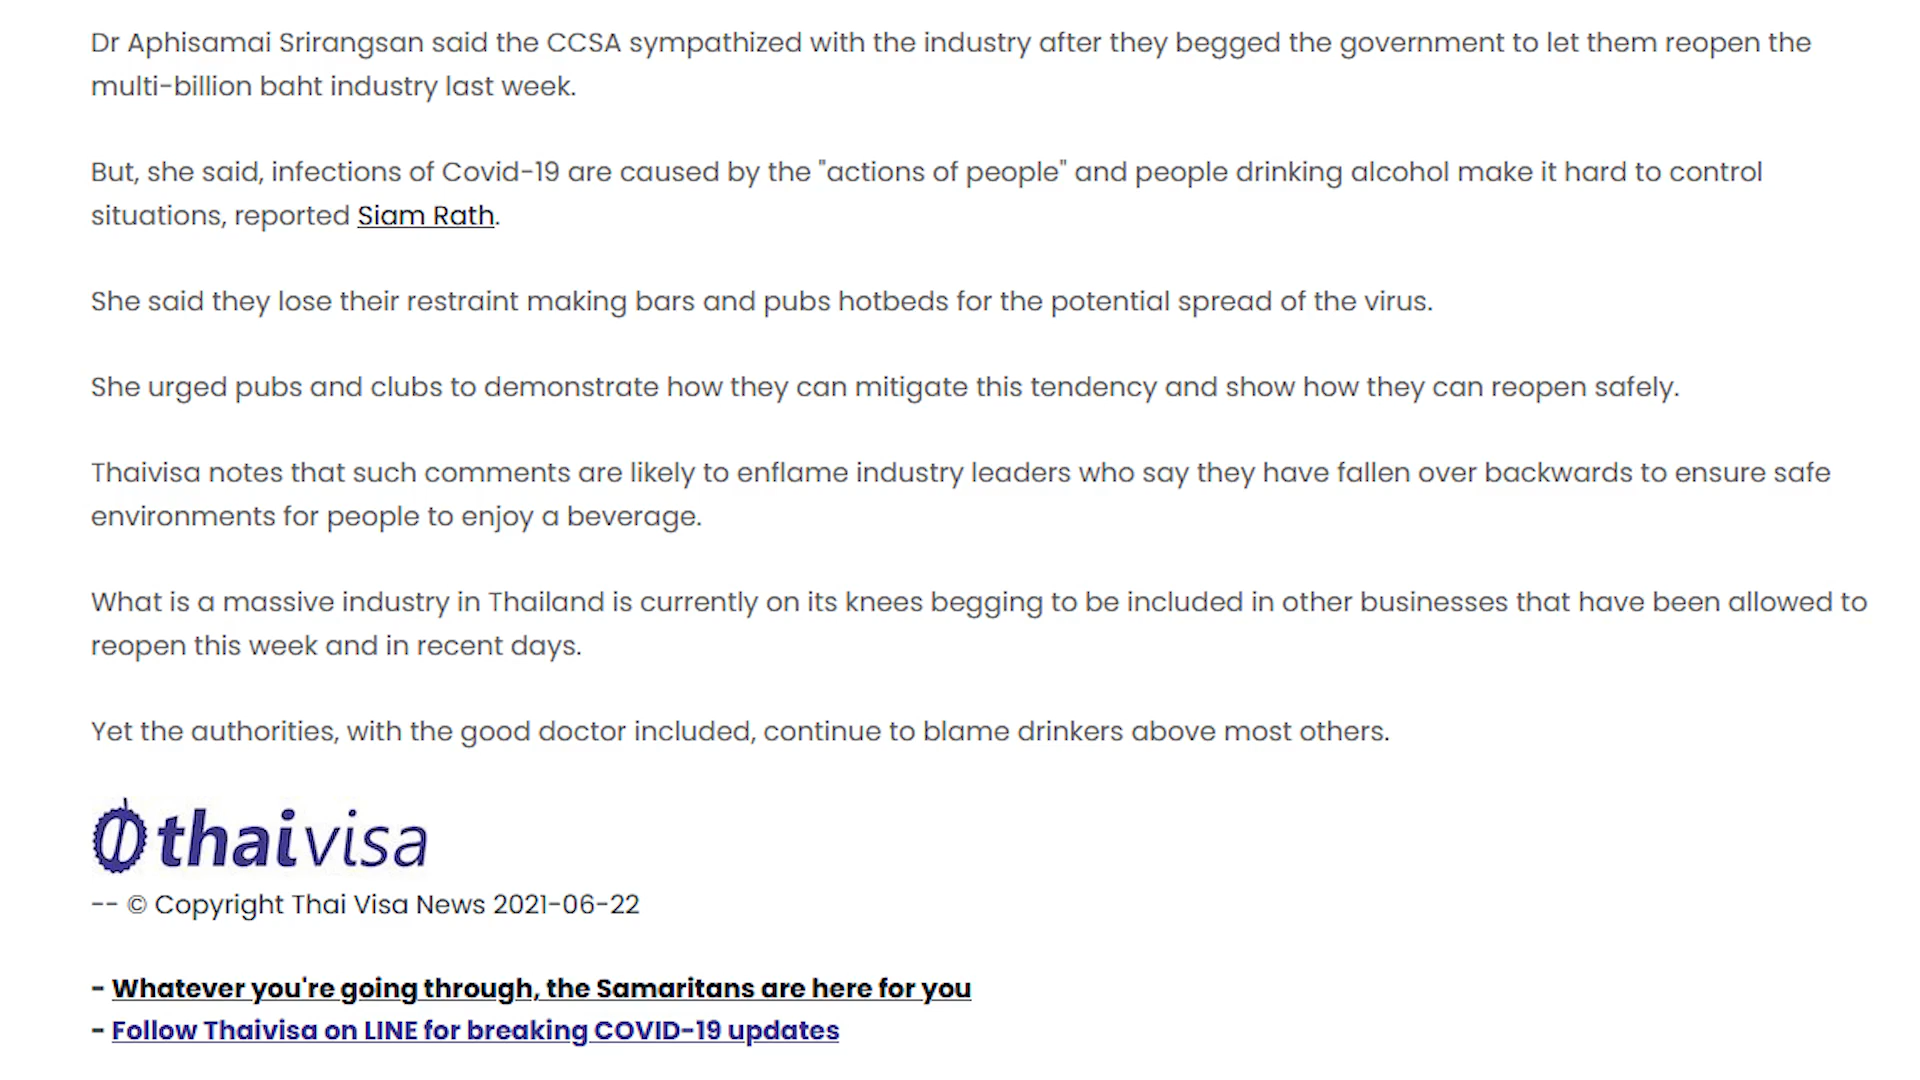 Dr Aphisamai Srirangsan said the CCSA sympathized with the industry after they begged the government to let them reopen the
multi-billion baht industry last week.
But, she said, infections of Covid-19 are caused by the "actions of people" and people drinking alcohol make it hard to control
situations, reported Siam Rath.
She said they lose their restraint making bars and pubs hotbeds for the potential spread of the virus.
She urged pubs and clubs to demonstrate how they can mitigate this tendency and show how they can reopen safely.
Thaivisa notes that such comments are likely to enflame industry leaders who say they have fallen over backwards to ensure safe
environments for people to enjoy a beverage.
What is a massive industry in Thailand is currently on its knees begging to be included in other businesses that have been allowed to
reopen this week and in recent days.
Yet the authorities, with the good doctor included, continue to blame drinkers above most others.
thaivisa
-- © Copyright Thai Visa News 2021-06-22
- Whatever you're going through, the Samaritans are here for you
- Follow Thaivisa on LINE for breaking COVID-19 updates